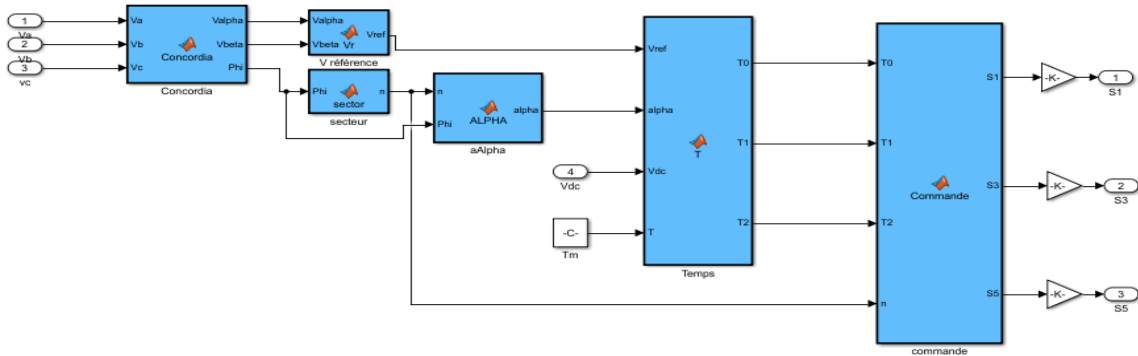 1
Va
2
Vb
3
vc
Va
Vb
Vc
Concordia
Valpha
Vbeta
Phi
Concordia
Valpha
Vbeta
Vr
Vref
V référence
Phi
sector
n
secteur
n
Phi
ALPHA
alpha
aAlpha
4
Vdc
-C-
Tm
Vref
alpha
Vdc
T
T
T0
T1
T2
Temps
T0
T1
T2
n
Commande
S1
S3
S5
commande
-K-
1
S1
-K-
2
S3
-K-
3
S5